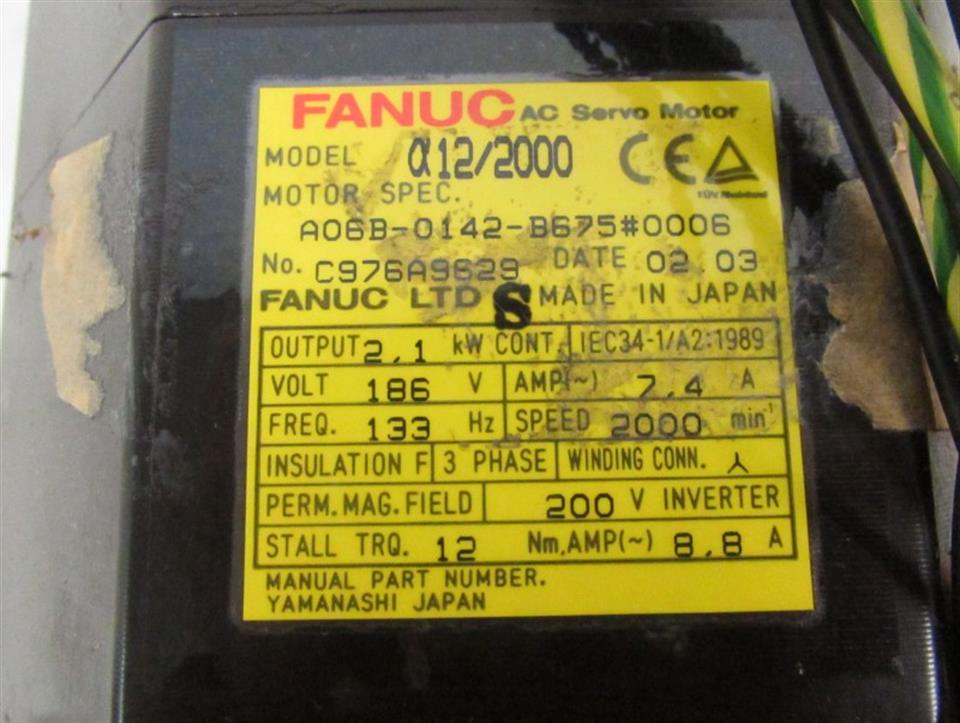 FANUC AC Servo Motor
MODEL α12/2000 CE
TÜV Rheinland
MOTOR SPEC.
A06B-0142-B675#0006
No. C976A9629 DATE 02.03
FANUC LTD S MADE IN JAPAN
OUTPUT 2.1 kW CONT. IEC34-1/A2:1989
VOLT 186 V AMP(~) 7.4 A
FREQ. 133 Hz SPEED 2000 min⁻¹
INSULATION F 3 PHASE WINDING CONN. ⅄
PERM.MAG.FIELD 200 V INVERTER
STALL TRQ. 12 Nm,AMP(~) 8.8 A
MANUAL PART NUMBER.
YAMANASHI JAPAN